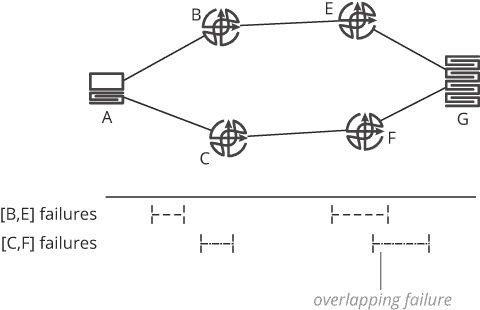 B
E
A
G
C
F
[B,E] failures
[C,F] failures
overlapping failure